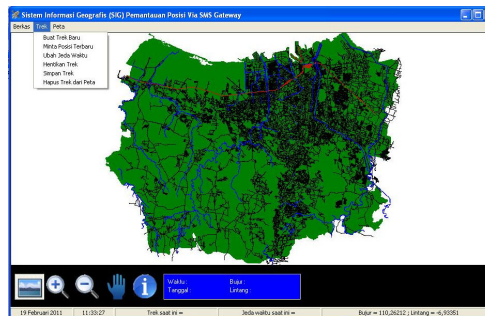 Sistem Informasi Geografis (SIG) Pemantauan Posisi Via SMS Gateway
Berkas Trek Peta
Buat Trek Baru
Minta Posisi Terbaru
Ubah Jeda Waktu
Hentikan Trek
Simpan Trek
Hapus Trek dari Peta
Waktu : Bujur :
Tanggal : Lintang :
19 Februari 2011 11:33:27 Trek saat ini = Jeda waktu saat ini = Bujur = 110,26212 ; Lintang = -6,93351